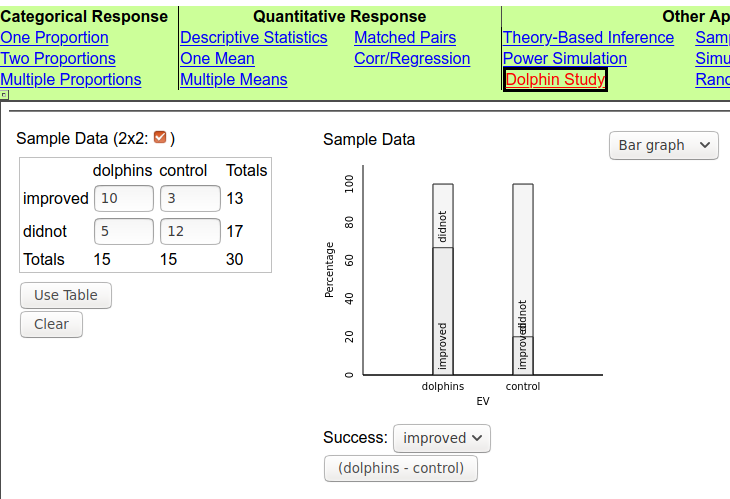 Categorical Response Quantitative Response Other Ap
One Proportion Descriptive Statistics Matched Pairs Theory-Based Inference Samp
Two Proportions One Mean Corr/Regression Power Simulation Simu
Multiple Proportions Multiple Means Dolphin Study Rand
Sample Data (2x2: )
dolphins control Totals
improved 10 3 13
didnot 5 12 17
Totals 15 15 30
Use Table
Clear
Sample Data
Bar graph
Percentage
100
80
60
40
20
0
didnot
improved
didnot
improved
dolphins control
EV
Success: improved
(dolphins - control)